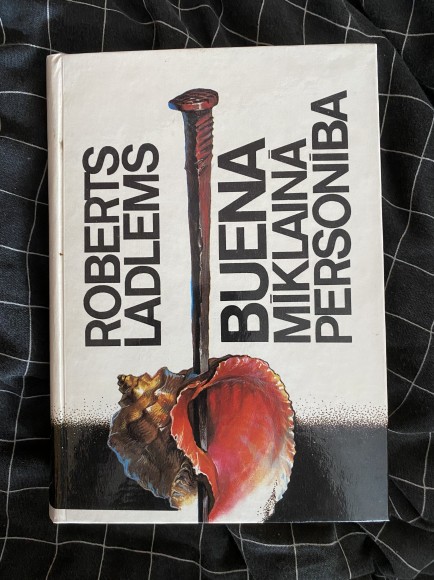 ROBERTS
LADLEMS
BUENA
MĪKLAINĀ
PERSONĪBA